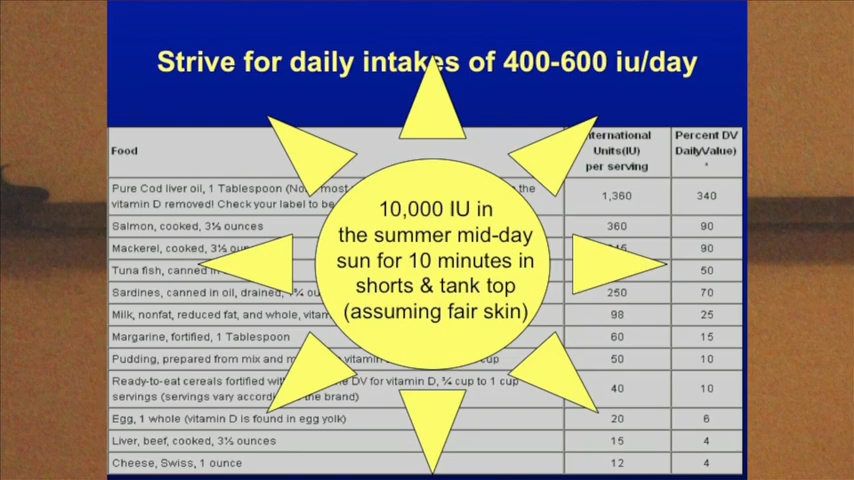 Strive for daily intakes of 400-600 iu/day
Food
International
Units(IU)
per serving
Percent DV
DailyValue)
*
Pure Cod liver oil, 1 Tablespoon most the
vitamin D removed! Check your label to be
1,360
340
Salmon, cooked, 3½ ounces
360
90
Mackerel, cooked, 3½
90
Tuna fish, canned
50
Sardines, canned in oil, drained,
250
70
Milk, nonfat, reduced fat, and whole,
98
25
Margarine, fortified, 1 Tablespoon
60
15
Pudding, prepared from mix and cup
50
10
Ready-to-eat cereals fortified DV for vitamin D, ¾ cup to 1 cup
servings (servings vary the brand)
40
10
Egg, 1 whole (vitamin D is found in egg yolk)
20
6
Liver, beef, cooked, 3½ ounces
15
4
Cheese, Swiss, 1 ounce
12
4
10,000 IU in
the summer mid-day
sun for 10 minutes in
shorts & tank top
(assuming fair skin)